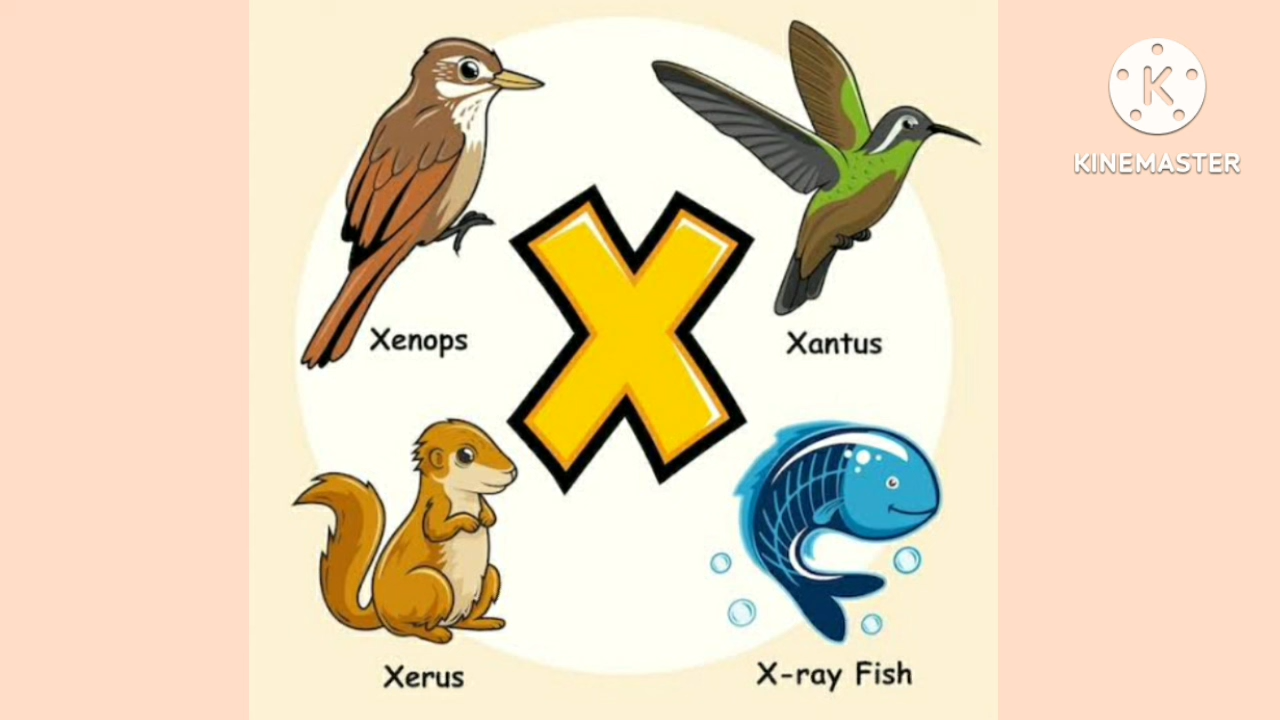 K
KINEMASTER
Xenops
Xantus
X
Xerus
X-ray Fish